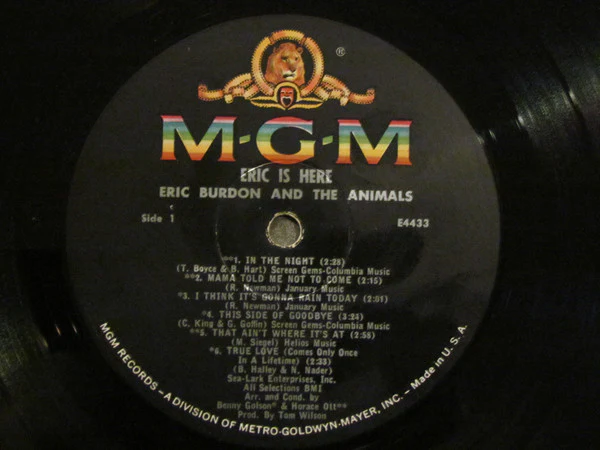 ®
M-G-M
ERIC IS HERE
ERIC BURDON AND THE ANIMALS
Side 1
E4433
**1. IN THE NIGHT (2:28)
(T. Boyce & B. Hart) Screen Gems-Columbia Music
**2. MAMA TOLD ME NOT TO COME (2:15)
(R. Newman) January Music
*3. I THINK IT'S GONNA RAIN TODAY (2:01)
(R. Newman) January Music
*4. THIS SIDE OF GOODBYE (3:24)
(C. King & G. Goffin) Screen Gems-Columbia Music
**5. THAT AIN'T WHERE IT'S AT (2:58)
(M. Siegel) Helios Music
*6. TRUE LOVE (Comes Only Once
In A Lifetime) (2:33)
(B. Halley & N. Nader)
Sea-Lark Enterprises, Inc.
All Selections BMI
Arr. and Cond. by
Benny Golson* & Horace Ott**
Prod. By Tom Wilson
MGM RECORDS – A DIVISION OF METRO-GOLDWYN-MAYER, INC. – Made in U.S.A.